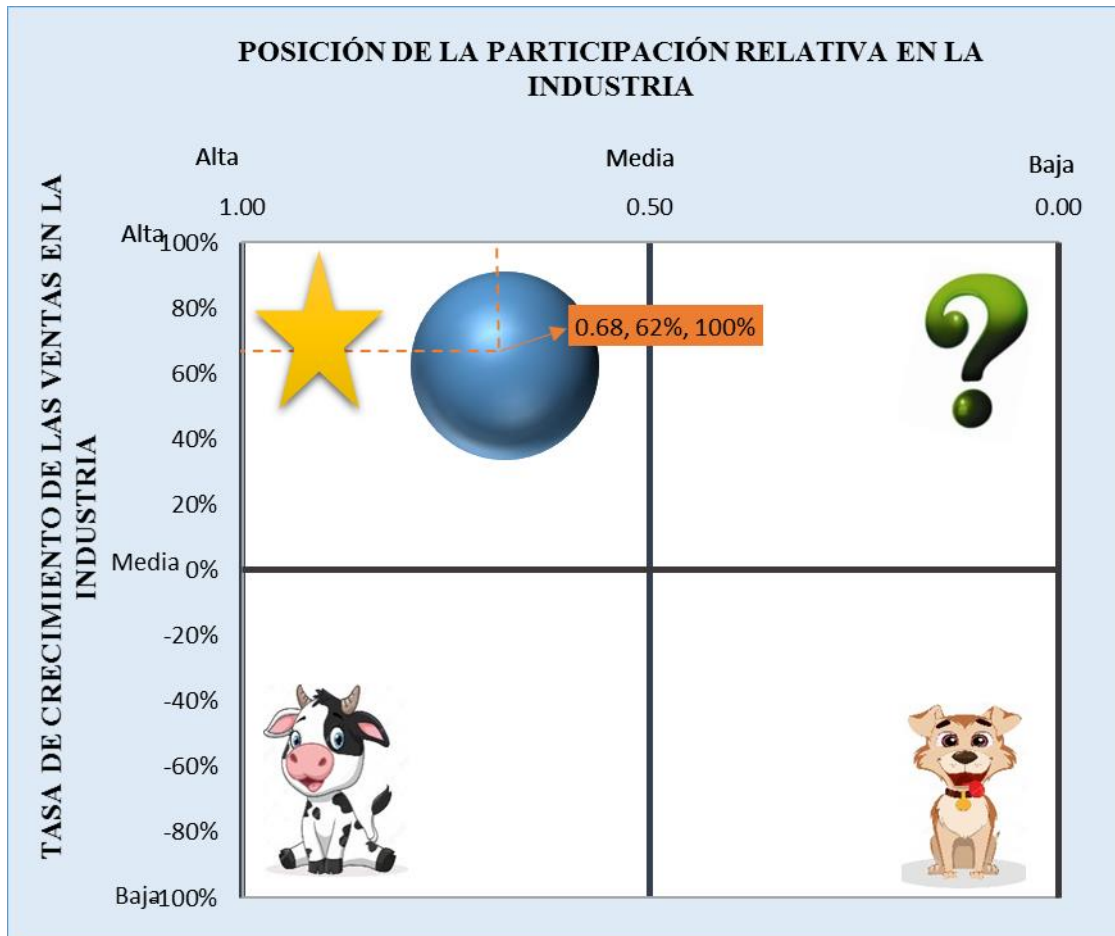 POSICIÓN DE LA PARTICIPACIÓN RELATIVA EN LA
INDUSTRIA
Alta
Media
Baja
1.00
0.50
0.00
TASA DE CRECIMIENTO DE LAS VENTAS EN LA
INDUSTRIA
Alta
100%
80%
0.68, 62%, 100%
60%
40%
20%
Media
0%
-20%
-40%
-60%
-80%
Baja
-100%